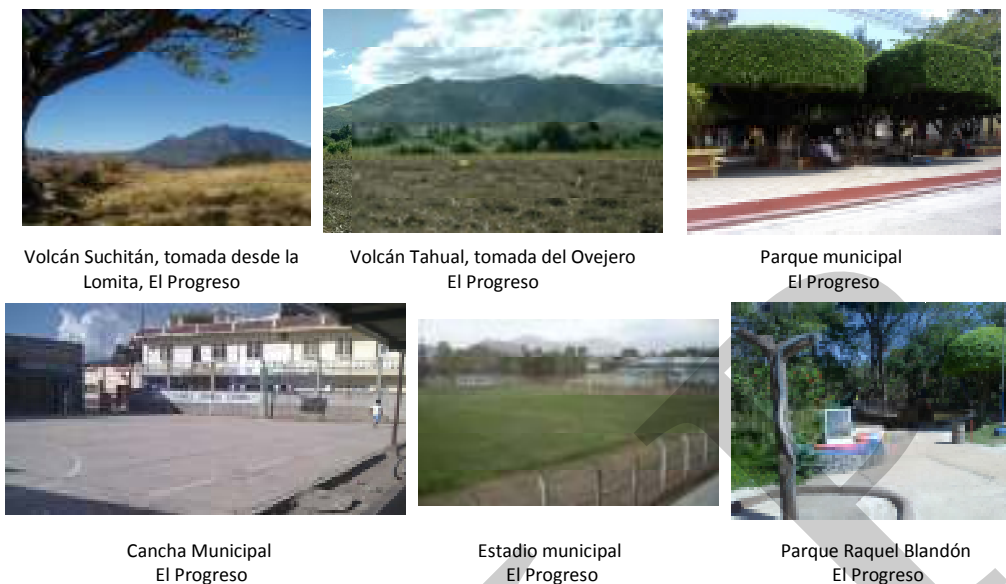 Volcán Suchitán, tomada desde la
Lomita, El Progreso
Volcán Tahual, tomada del Ovejero
El Progreso
Parque municipal
El Progreso
Cancha Municipal
El Progreso
Estadio municipal
El Progreso
Parque Raquel Blandón
El Progreso